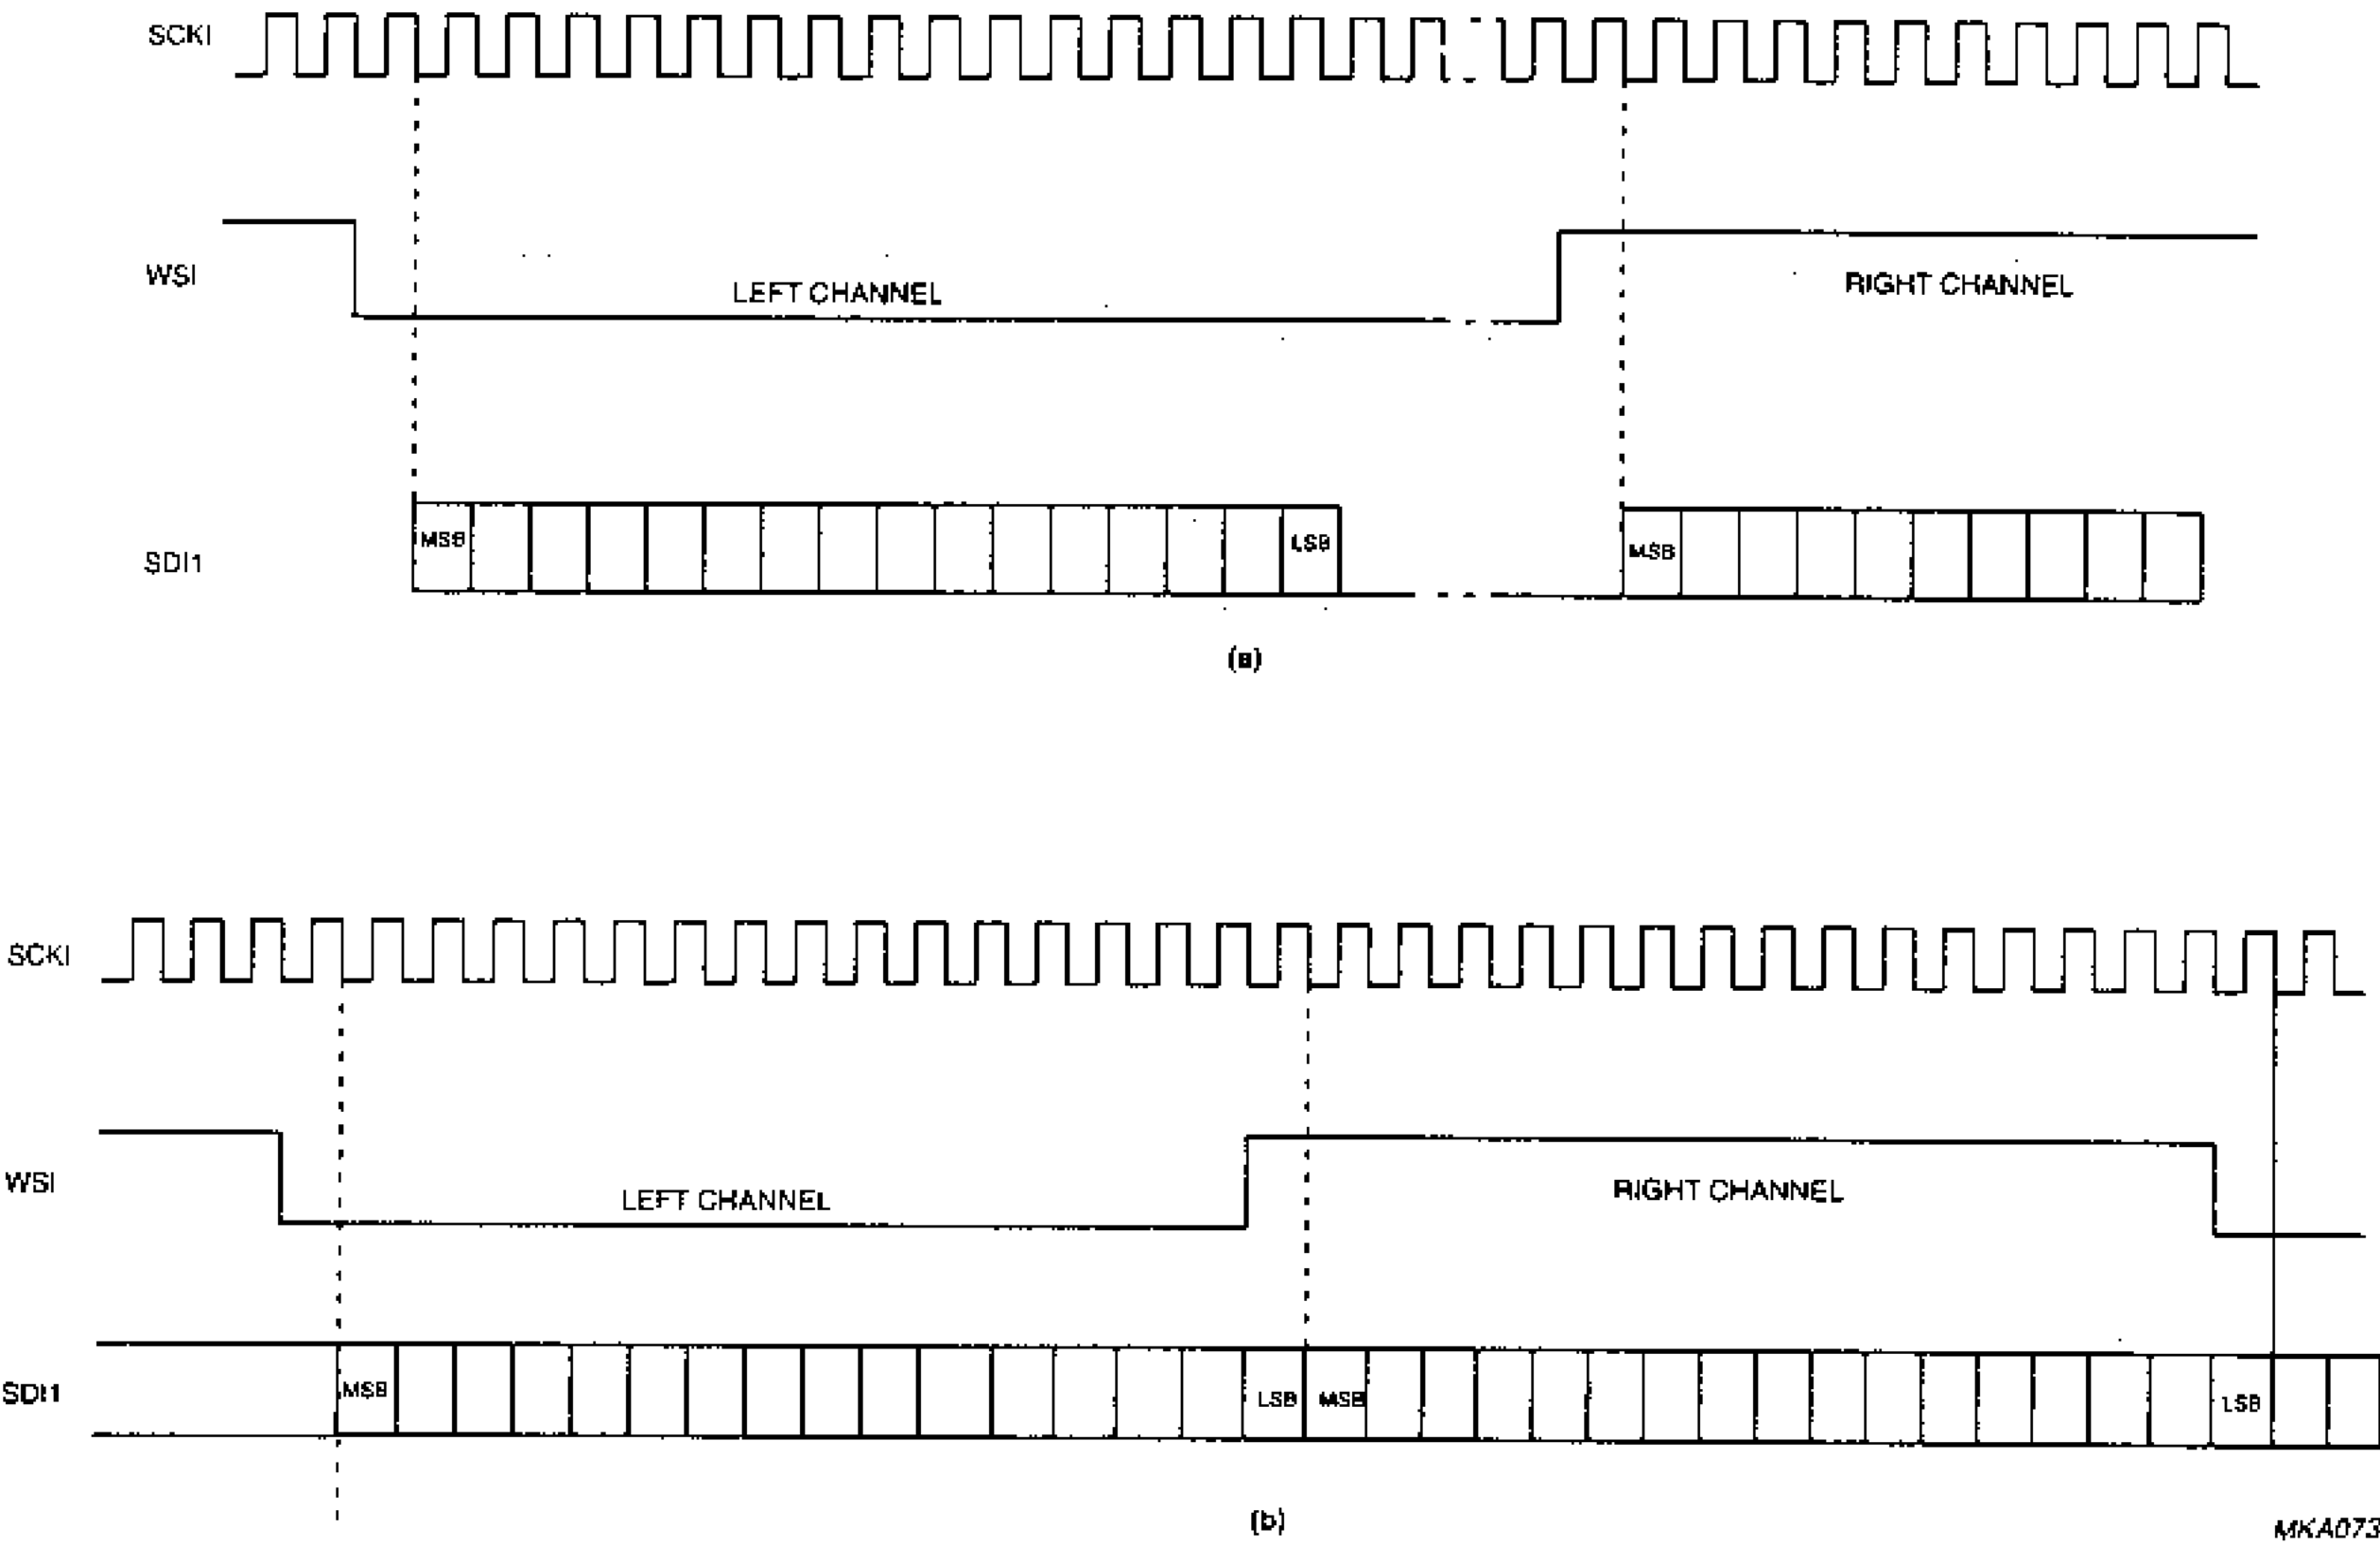 SCKI
WSI
LEFT CHANNEL
RIGHT CHANNEL
SDI1
MSB
LSB
MSB
(a)
SCKI
WSI
LEFT CHANNEL
RIGHT CHANNEL
SDI1
MSB
LSB
MSB
LSB
(b)
MKA073